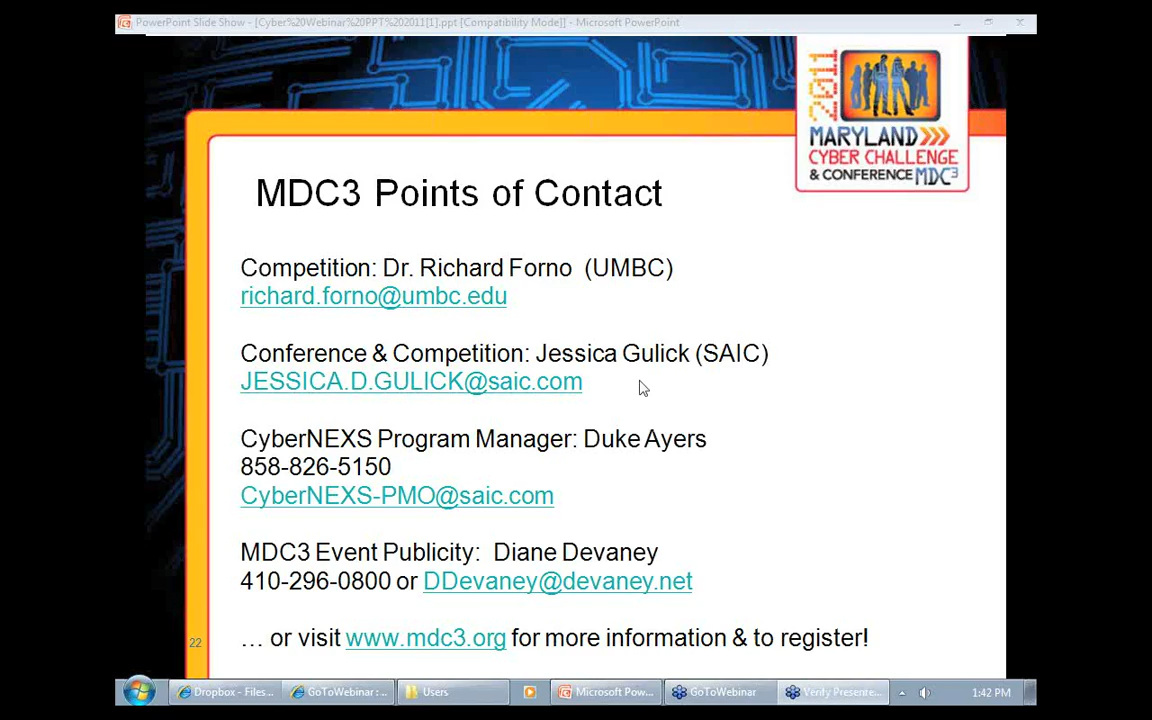 PowerPoint Slide Show - [Cyber%20Webinar%20PPT%202011[1].ppt [Compatibility Mode]] - Microsoft PowerPoint
2011
MARYLAND
CYBER CHALLENGE
& CONFERENCE MDC3
MDC3 Points of Contact
Competition: Dr. Richard Forno (UMBC)
richard.forno@umbc.edu
Conference & Competition: Jessica Gulick (SAIC)
JESSICA.D.GULICK@saic.com
CyberNEXS Program Manager: Duke Ayers
858-826-5150
CyberNEXS-PMO@saic.com
MDC3 Event Publicity: Diane Devaney
410-296-0800 or DDevaney@devaney.net
… or visit www.mdc3.org for more information & to register!
22
Dropbox - Files... GoToWebinar :... Users Microsoft Pow... GoToWebinar Verify Presente... 1:42 PM